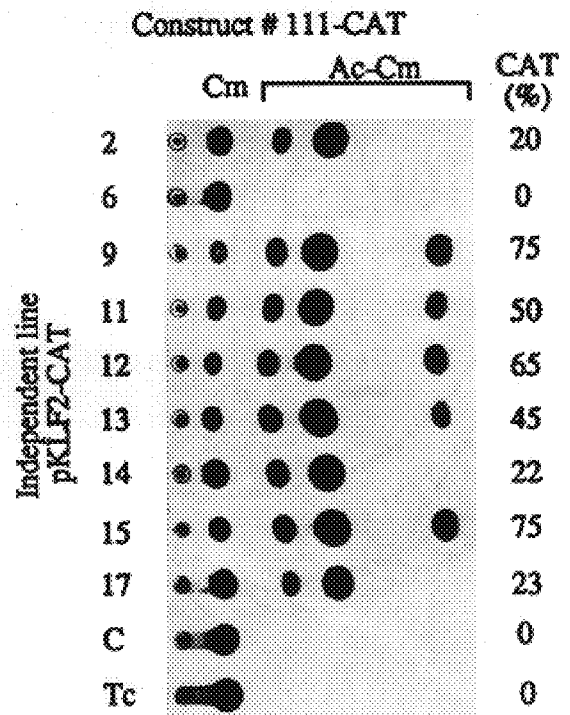 Construct # 111-CAT
Cm Ac-Cm CAT (%)
Independent line pKLF2-CAT
2 20
6 0
9 75
11 50
12 65
13 45
14 22
15 75
17 23
C 0
Tc 0